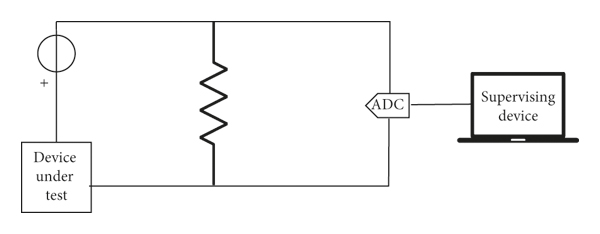 +
Device
under
test
ADC
Supervising
device